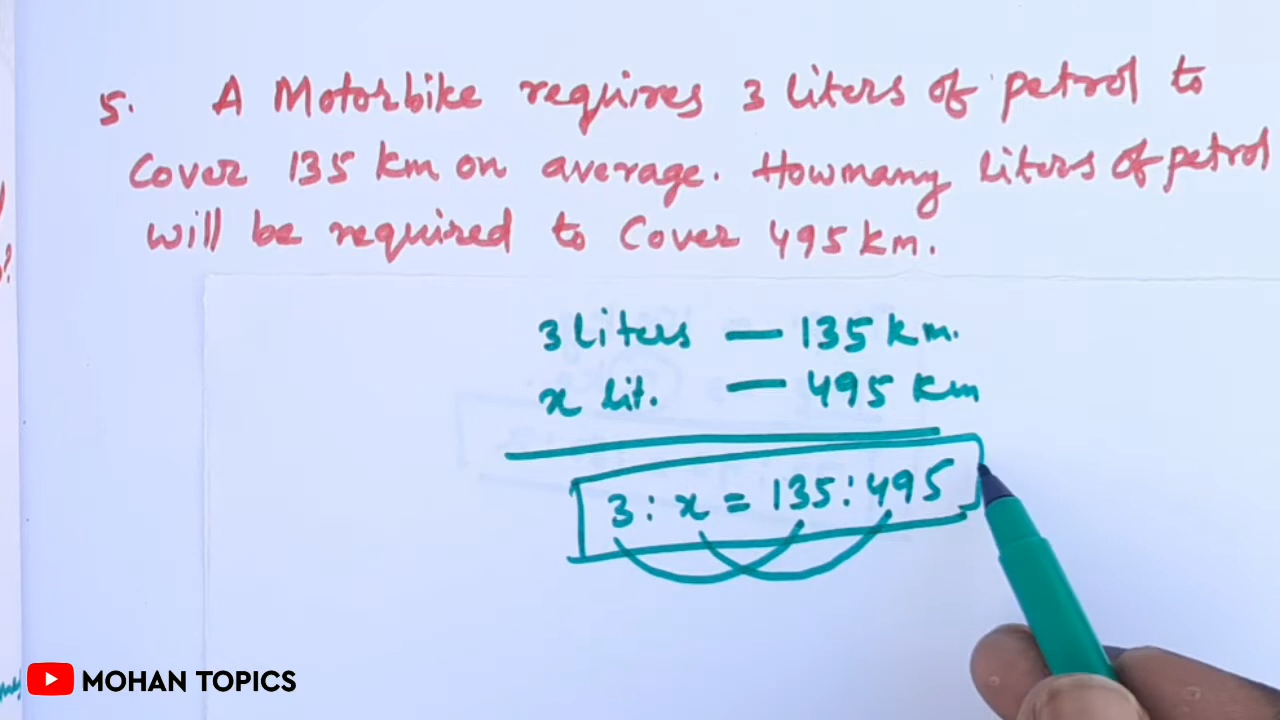 5. A Motorbike requires 3 liters of petrol to
Cover 135 km on average. Howmany liters of petrol
will be required to Cover 495 km.
3 liters — 135 km.
x lit. — 495 km
3 : x = 135 : 495
MOHAN TOPICS